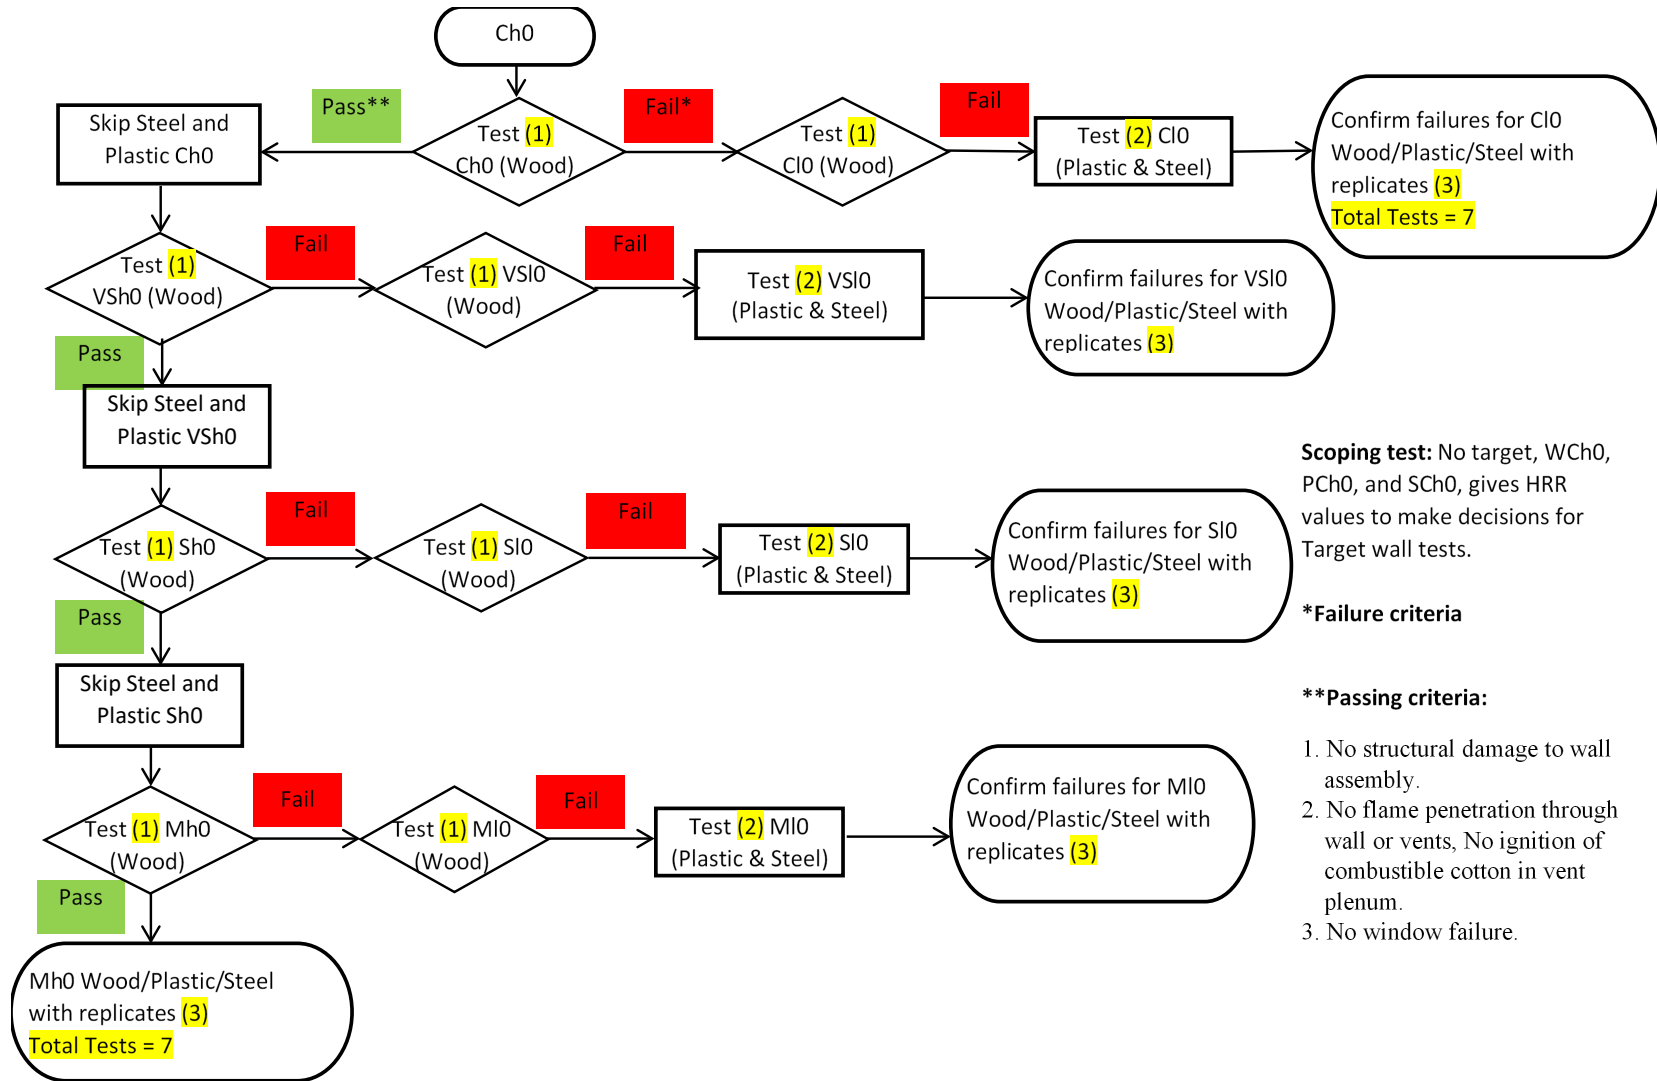 Ch0
Pass**
Fail*
Fail
Skip Steel and
Plastic Ch0
Test (1)
Ch0 (Wood)
Test (1)
Cl0 (Wood)
Test (2) Cl0
(Plastic & Steel)
Confirm failures for Cl0
Wood/Plastic/Steel with
replicates (3)
Total Tests = 7
Fail
Fail
Test (1)
VSh0 (Wood)
Test (1) VSl0
(Wood)
Test (2) VSl0
(Plastic & Steel)
Confirm failures for VSl0
Wood/Plastic/Steel with
replicates (3)
Pass
Skip Steel and
Plastic VSh0
Fail
Fail
Test (1) Sh0
(Wood)
Test (1) Sl0
(Wood)
Test (2) Sl0
(Plastic & Steel)
Confirm failures for Sl0
Wood/Plastic/Steel with
replicates (3)
Pass
Skip Steel and
Plastic Sh0
Fail
Fail
Test (1) Mh0
(Wood)
Test (1) Ml0
(Wood)
Test (2) Ml0
(Plastic & Steel)
Confirm failures for Ml0
Wood/Plastic/Steel with
replicates (3)
Pass
Mh0 Wood/Plastic/Steel
with replicates (3)
Total Tests = 7
Scoping test: No target, WCh0,
PCh0, and SCh0, gives HRR
values to make decisions for
Target wall tests.
*Failure criteria
**Passing criteria:
1. No structural damage to wall
assembly.
2. No flame penetration through
wall or vents, No ignition of
combustible cotton in vent
plenum.
3. No window failure.